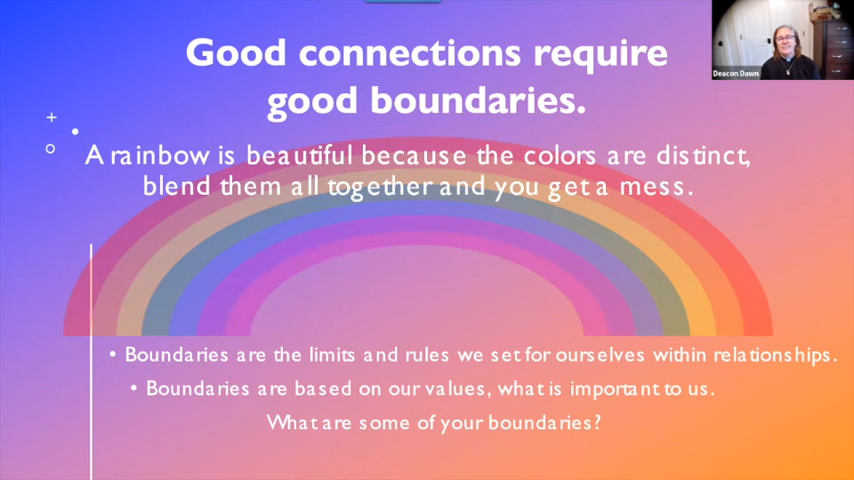 Good connections require
good boundaries.
Deacon Dawn
A rainbow is beautiful because the colors are distinct,
blend them all together and you get a mess.
• Boundaries are the limits and rules we set for ourselves within relationships.
• Boundaries are based on our values, what is important to us.
What are some of your boundaries?